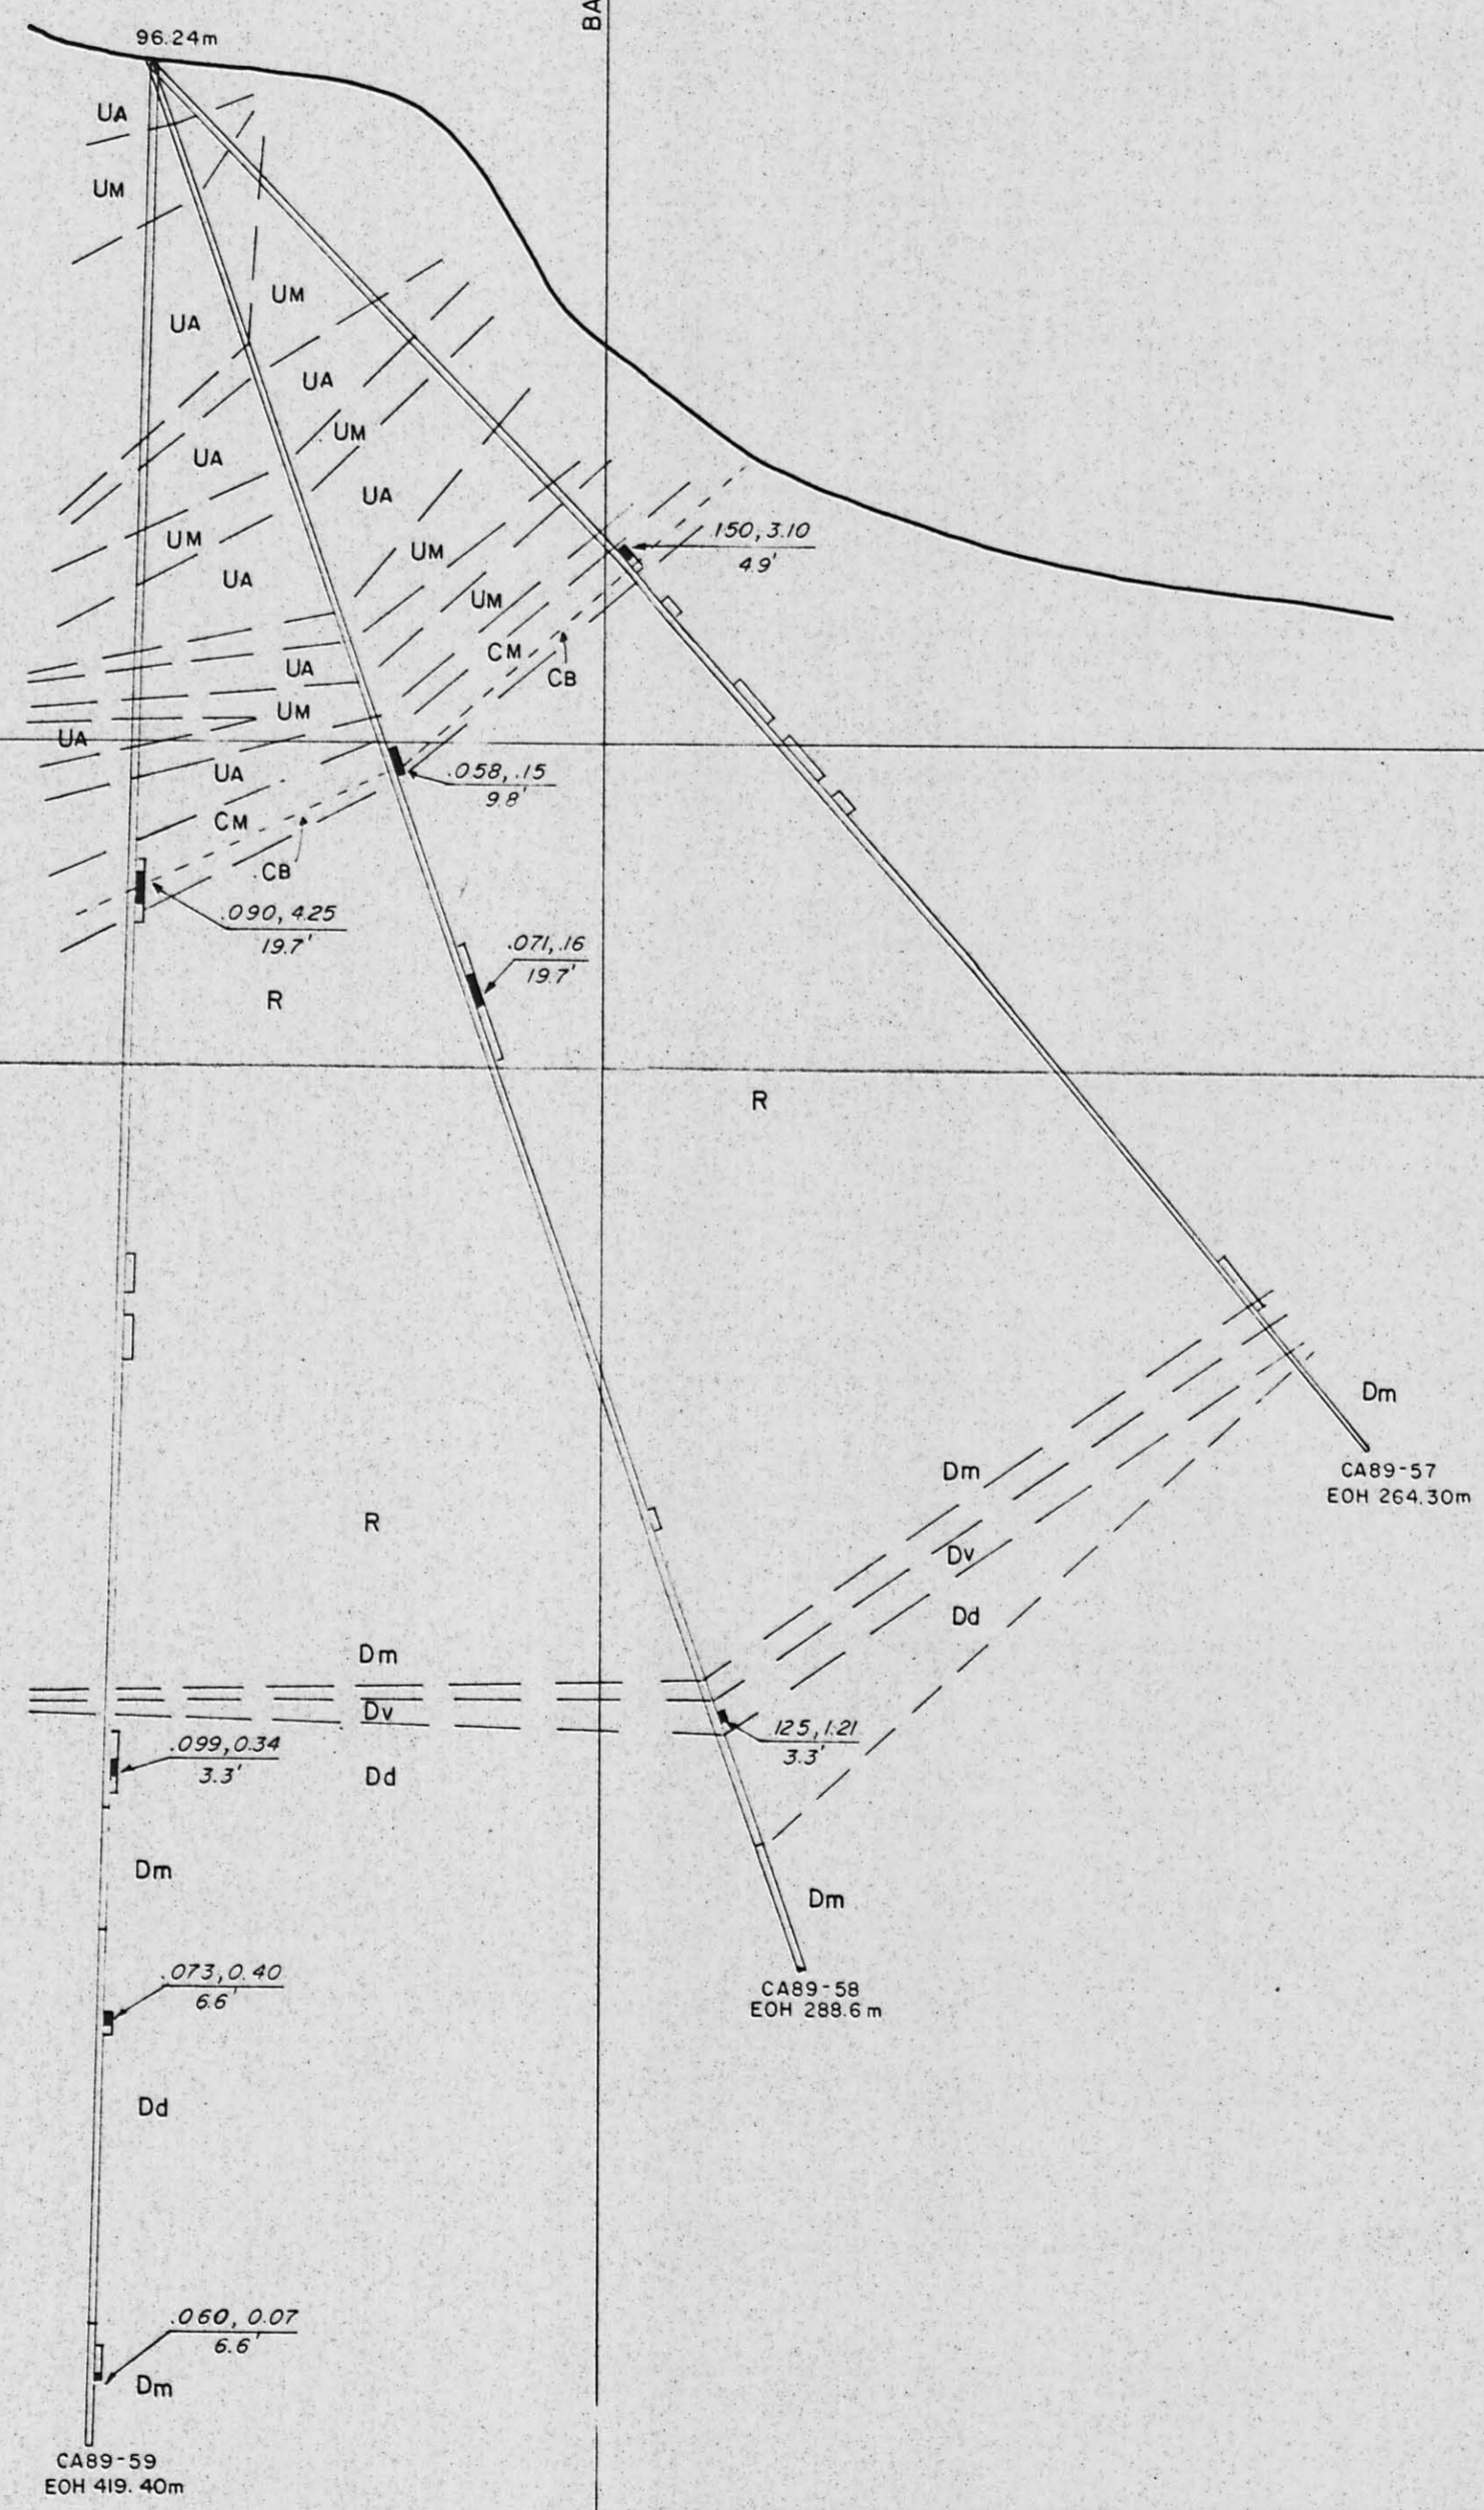 BA
96.24m
UA
UM
UM
UA
UA
UM
UA
UA
UM
UM
UA
UM
CM
CB
UA
UM
UA
UA
CM
CB
.150, 3.10
4.9'
.058, .15
9.8'
.090, 4.25
19.7'
.071, .16
19.7'
R
R
Dm
CA89-57
EOH 264.30m
Dm
R
Dv
Dd
Dm
Dv
.125, 1.21
3.3'
.099, 0.34
3.3'
Dd
Dm
Dm
.073, 0.40
6.6'
CA89-58
EOH 288.6m
Dd
.060, 0.07
6.6'
Dm
CA89-59
EOH 419.40m